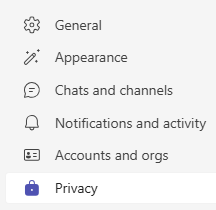 General
Appearance
Chats and channels
Notifications and activity
Accounts and orgs
Privacy